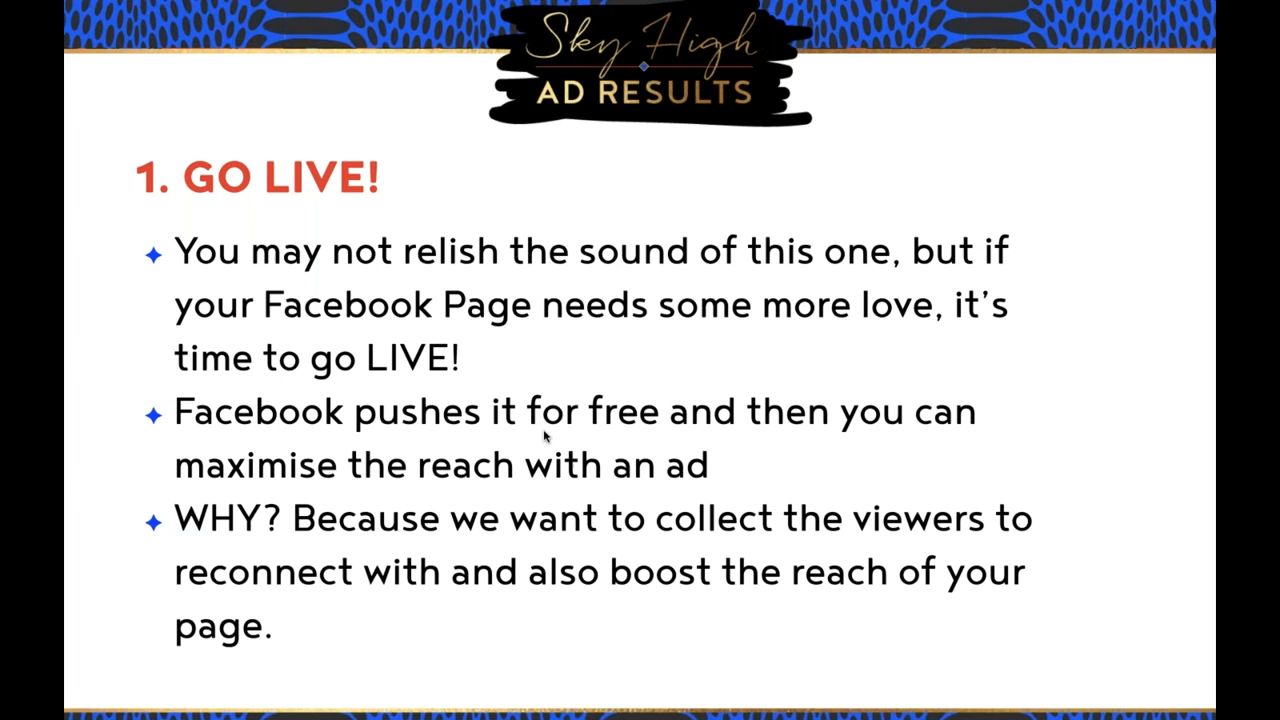 Sky High
AD RESULTS
1. GO LIVE!
You may not relish the sound of this one, but if
your Facebook Page needs some more love, it's
time to go LIVE!
Facebook pushes it for free and then you can
maximise the reach with an ad
WHY? Because we want to collect the viewers to
reconnect with and also boost the reach of your
page.